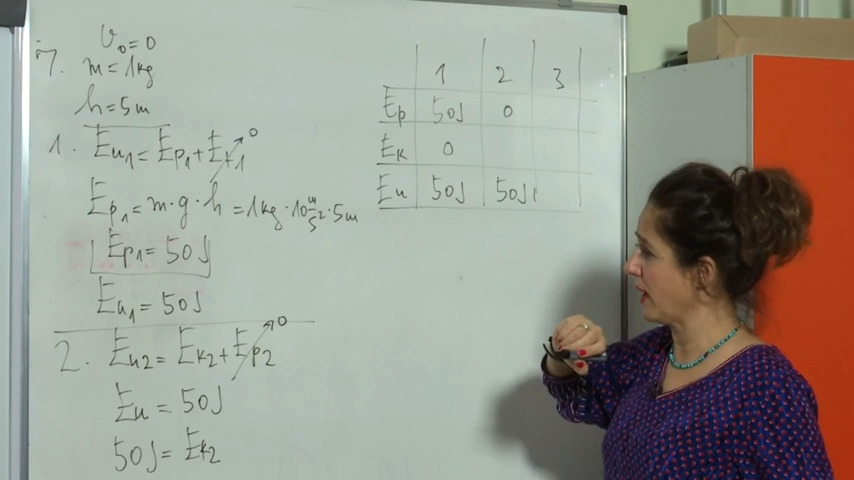 7. v₀=0
m=1kg
h=5m
1. Eu₁=Ep₁+Ek1 0
Ep₁=m·g·h=1kg·10 m/s²·5m
Ep1=50J
Eu₁=50J
2. Eu2=Ek2+Ep2 0
Eu=50J
50J=Ek2
1 2 3
Ep 50J 0
Ek 0
Eu 50J 50J